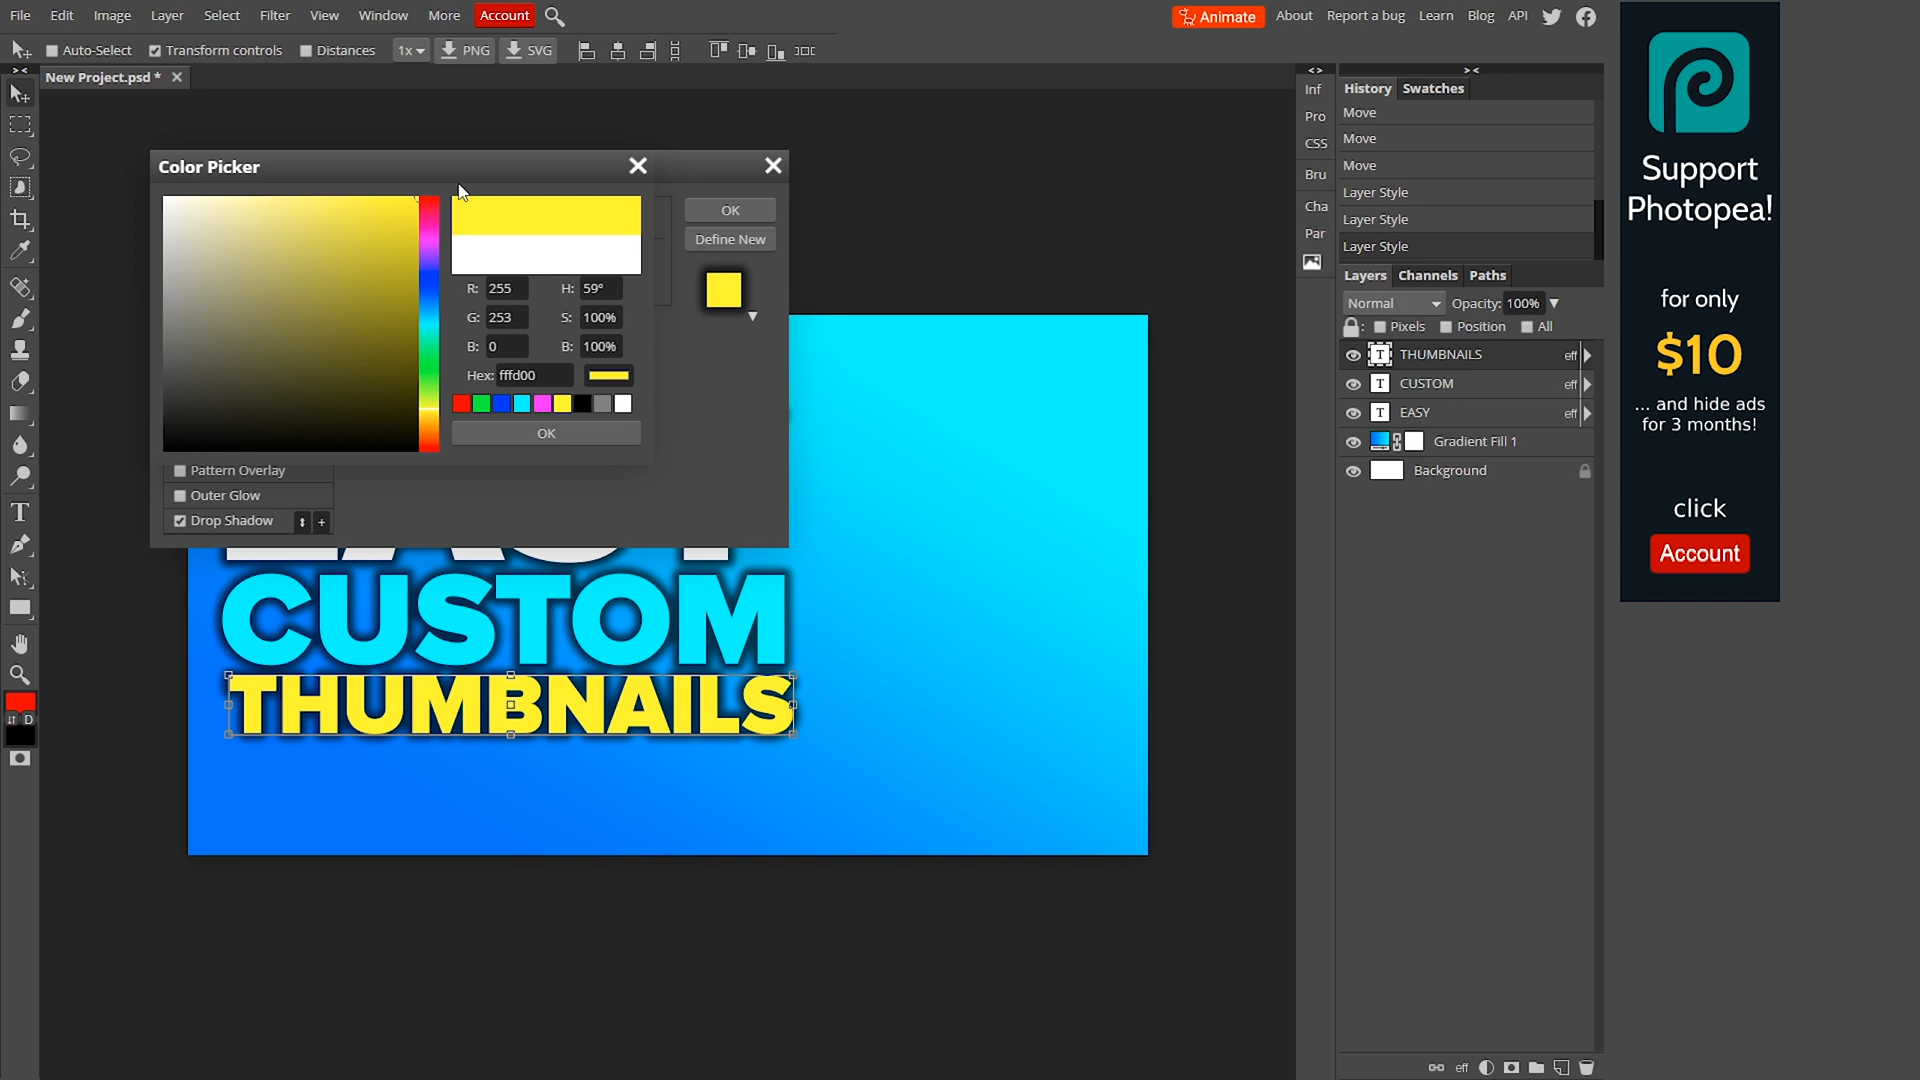 File Edit Image Layer Select Filter View Window More Account
Animate About Report a bug Learn Blog API
Auto-Select Transform controls Distances 1x PNG SVG
New Project.psd *
Color Picker
OK
Define New
R: 255 H: 59°
G: 253 S: 100%
B: 0 B: 100%
Hex: fffd00
OK
Pattern Overlay
Outer Glow
Drop Shadow
CUSTOM
THUMBNAILS
D
Inf
Pro
CSS
Bru
Cha
Par
History Swatches
Move
Move
Move
Layer Style
Layer Style
Layer Style
Layers Channels Paths
Normal Opacity: 100%
: Pixels Position All
T THUMBNAILS eff
T CUSTOM eff
T EASY eff
Gradient Fill 1
Background
eff
Support
Photopea!
for only
$10
... and hide ads
for 3 months!
click
Account